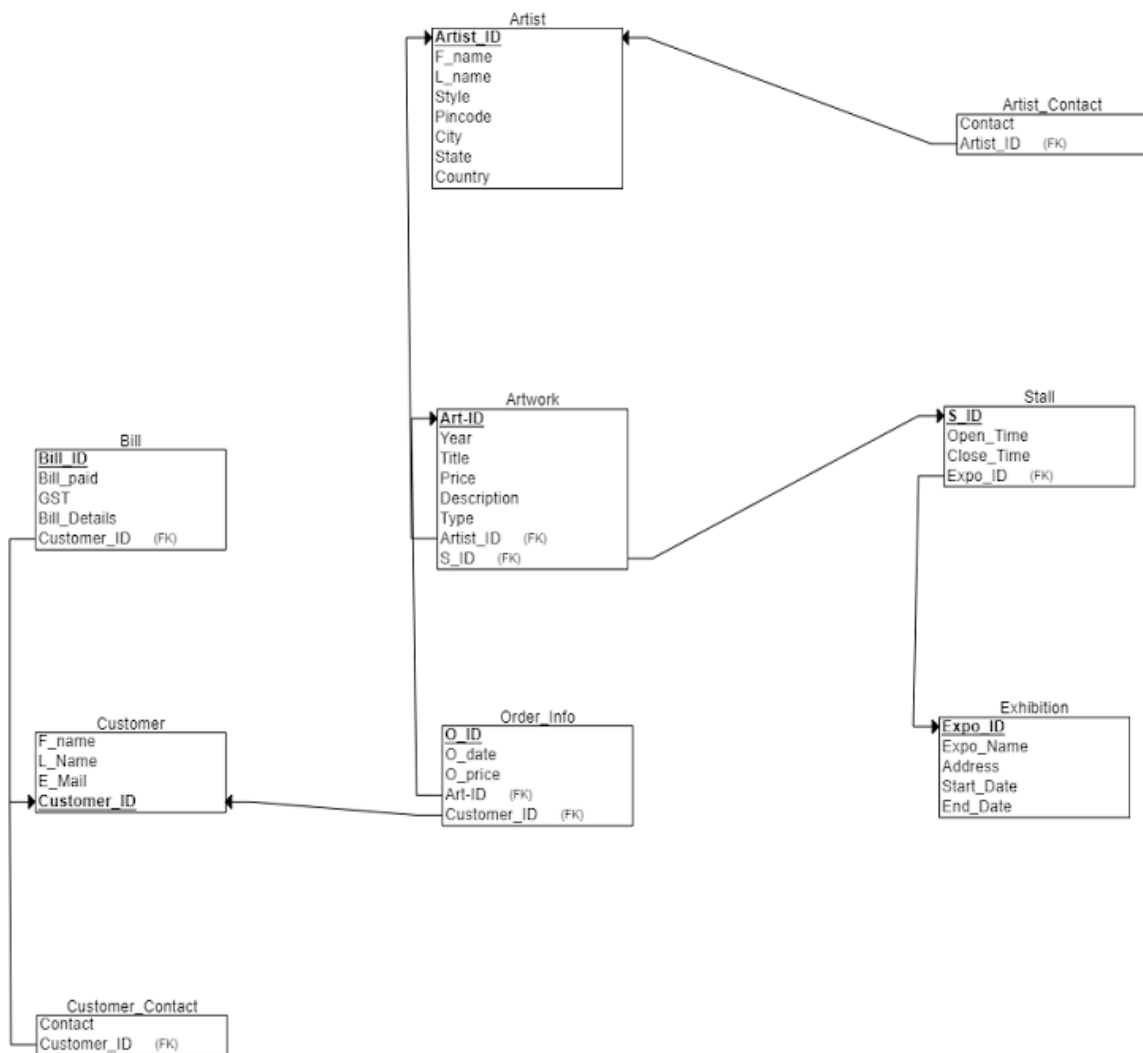 Artist
Artist_ID
F_name
L_name
Style
Pincode
City
State
Country
Artist_Contact
Contact
Artist_ID (FK)
Artwork
Art-ID
Year
Title
Price
Description
Type
Artist_ID (FK)
S_ID (FK)
Stall
S_ID
Open_Time
Close_Time
Expo_ID (FK)
Bill
Bill_ID
Bill_paid
GST
Bill_Details
Customer_ID (FK)
Customer
F_name
L_Name
E_Mail
Customer_ID
Order_Info
O_ID
O_date
O_price
Art-ID (FK)
Customer_ID (FK)
Exhibition
Expo_ID
Expo_Name
Address
Start_Date
End_Date
Customer_Contact
Contact
Customer_ID (FK)